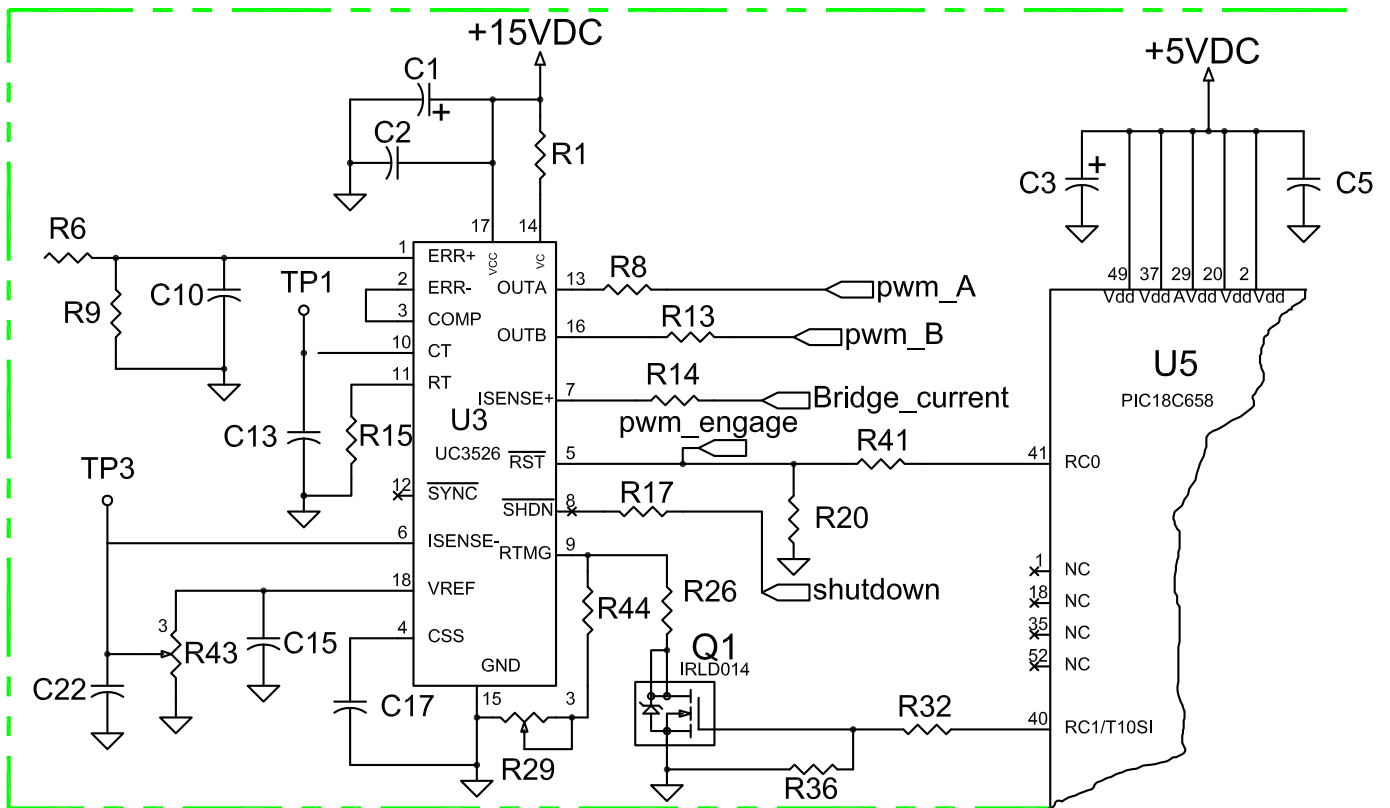 +15VDC
+5VDC
C1
+
C2
R1
C3
+
C5
17
14
R6
1
ERR+
VCC
VC
TP1
C10
R9
2
ERR-
OUTA
13
R8
pwm_A
3
COMP
OUTB
16
R13
pwm_B
10
CT
11
RT
ISENSE+
7
R14
Bridge_current
49
37
29
20
2
Vdd
Vdd
AVdd
Vdd
Vdd
U5
PIC18C658
C13
R15
U3
UC3526
pwm_engage
RST
5
R41
41
RC0
TP3
12
SYNC
SHDN
8
R17
R20
6
ISENSE-
RTMG
9
shutdown
18
VREF
R44
R26
1
NC
18
NC
35
NC
52
NC
3
R43
C15
4
CSS
GND
Q1
IRLD014
C22
C17
15
3
R29
R32
40
RC1/T10SI
R36